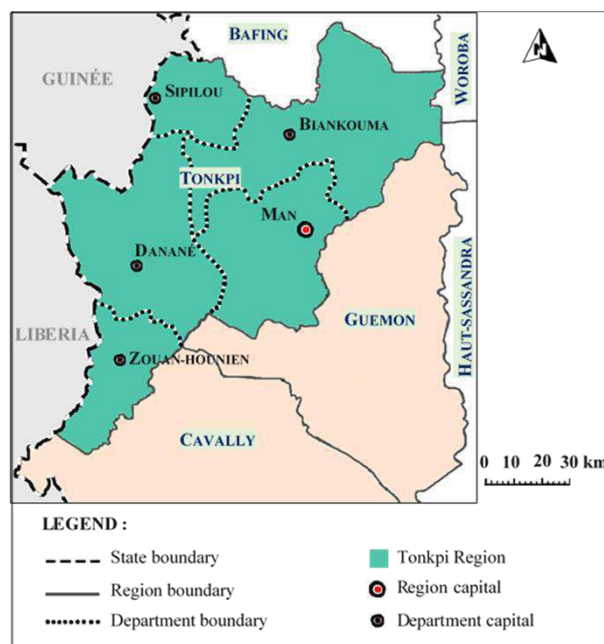 BAFING
N
GUINÉE
SIPILOU
WOROBA
BIANKOUMA
TONKPI
MAN
DANANÉ
HAUT-SASSANDRA
GUEMON
LIBERIA
ZOUAN-HOUNIEN
CAVALLY
0 10 20 30 km
LEGEND :
State boundary
Tonkpi Region
Region boundary
Region capital
Department boundary
Department capital